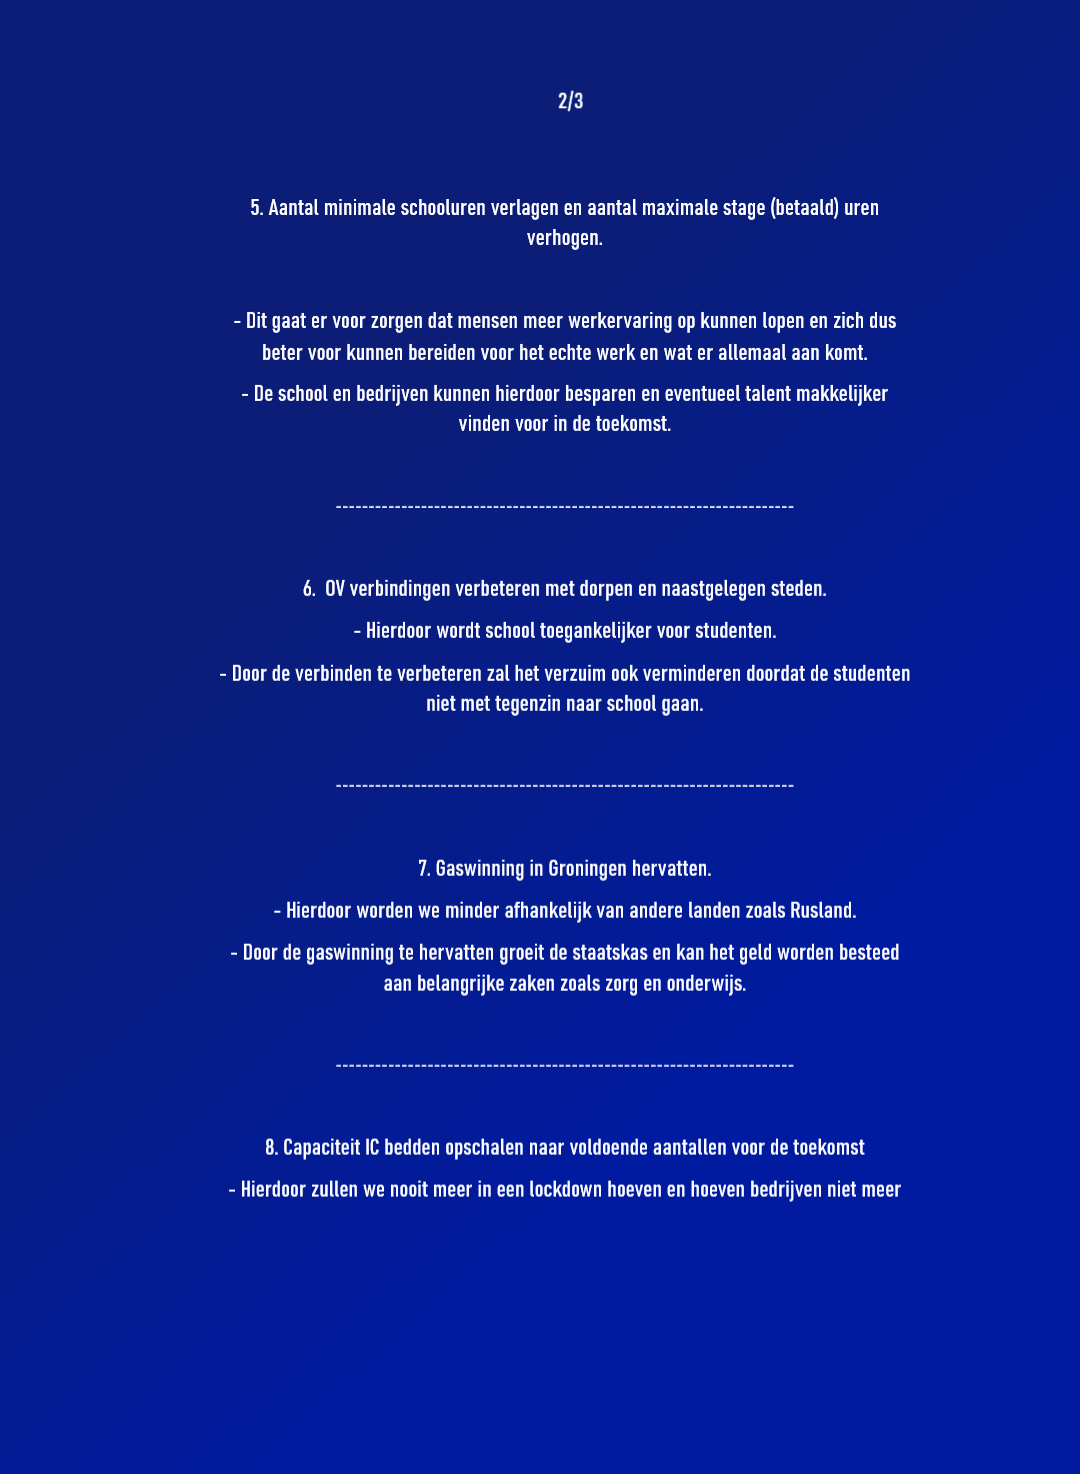 2/3
5. Aantal minimale schooluren verlagen en aantal maximale stage (betaald) uren
verhogen.
- Dit gaat er voor zorgen dat mensen meer werkervaring op kunnen lopen en zich dus
beter voor kunnen bereiden voor het echte werk en wat er allemaal aan komt.
- De school en bedrijven kunnen hierdoor besparen en eventueel talent makkelijker
vinden voor in de toekomst.
----------------------------------------------------------------------
6.  OV verbindingen verbeteren met dorpen en naastgelegen steden.
- Hierdoor wordt school toegankelijker voor studenten.
- Door de verbinden te verbeteren zal het verzuim ook verminderen doordat de studenten
niet met tegenzin naar school gaan.
----------------------------------------------------------------------
7. Gaswinning in Groningen hervatten.
- Hierdoor worden we minder afhankelijk van andere landen zoals Rusland.
- Door de gaswinning te hervatten groeit de staatskas en kan het geld worden besteed
aan belangrijke zaken zoals zorg en onderwijs.
----------------------------------------------------------------------
8. Capaciteit IC bedden opschalen naar voldoende aantallen voor de toekomst
- Hierdoor zullen we nooit meer in een lockdown hoeven en hoeven bedrijven niet meer